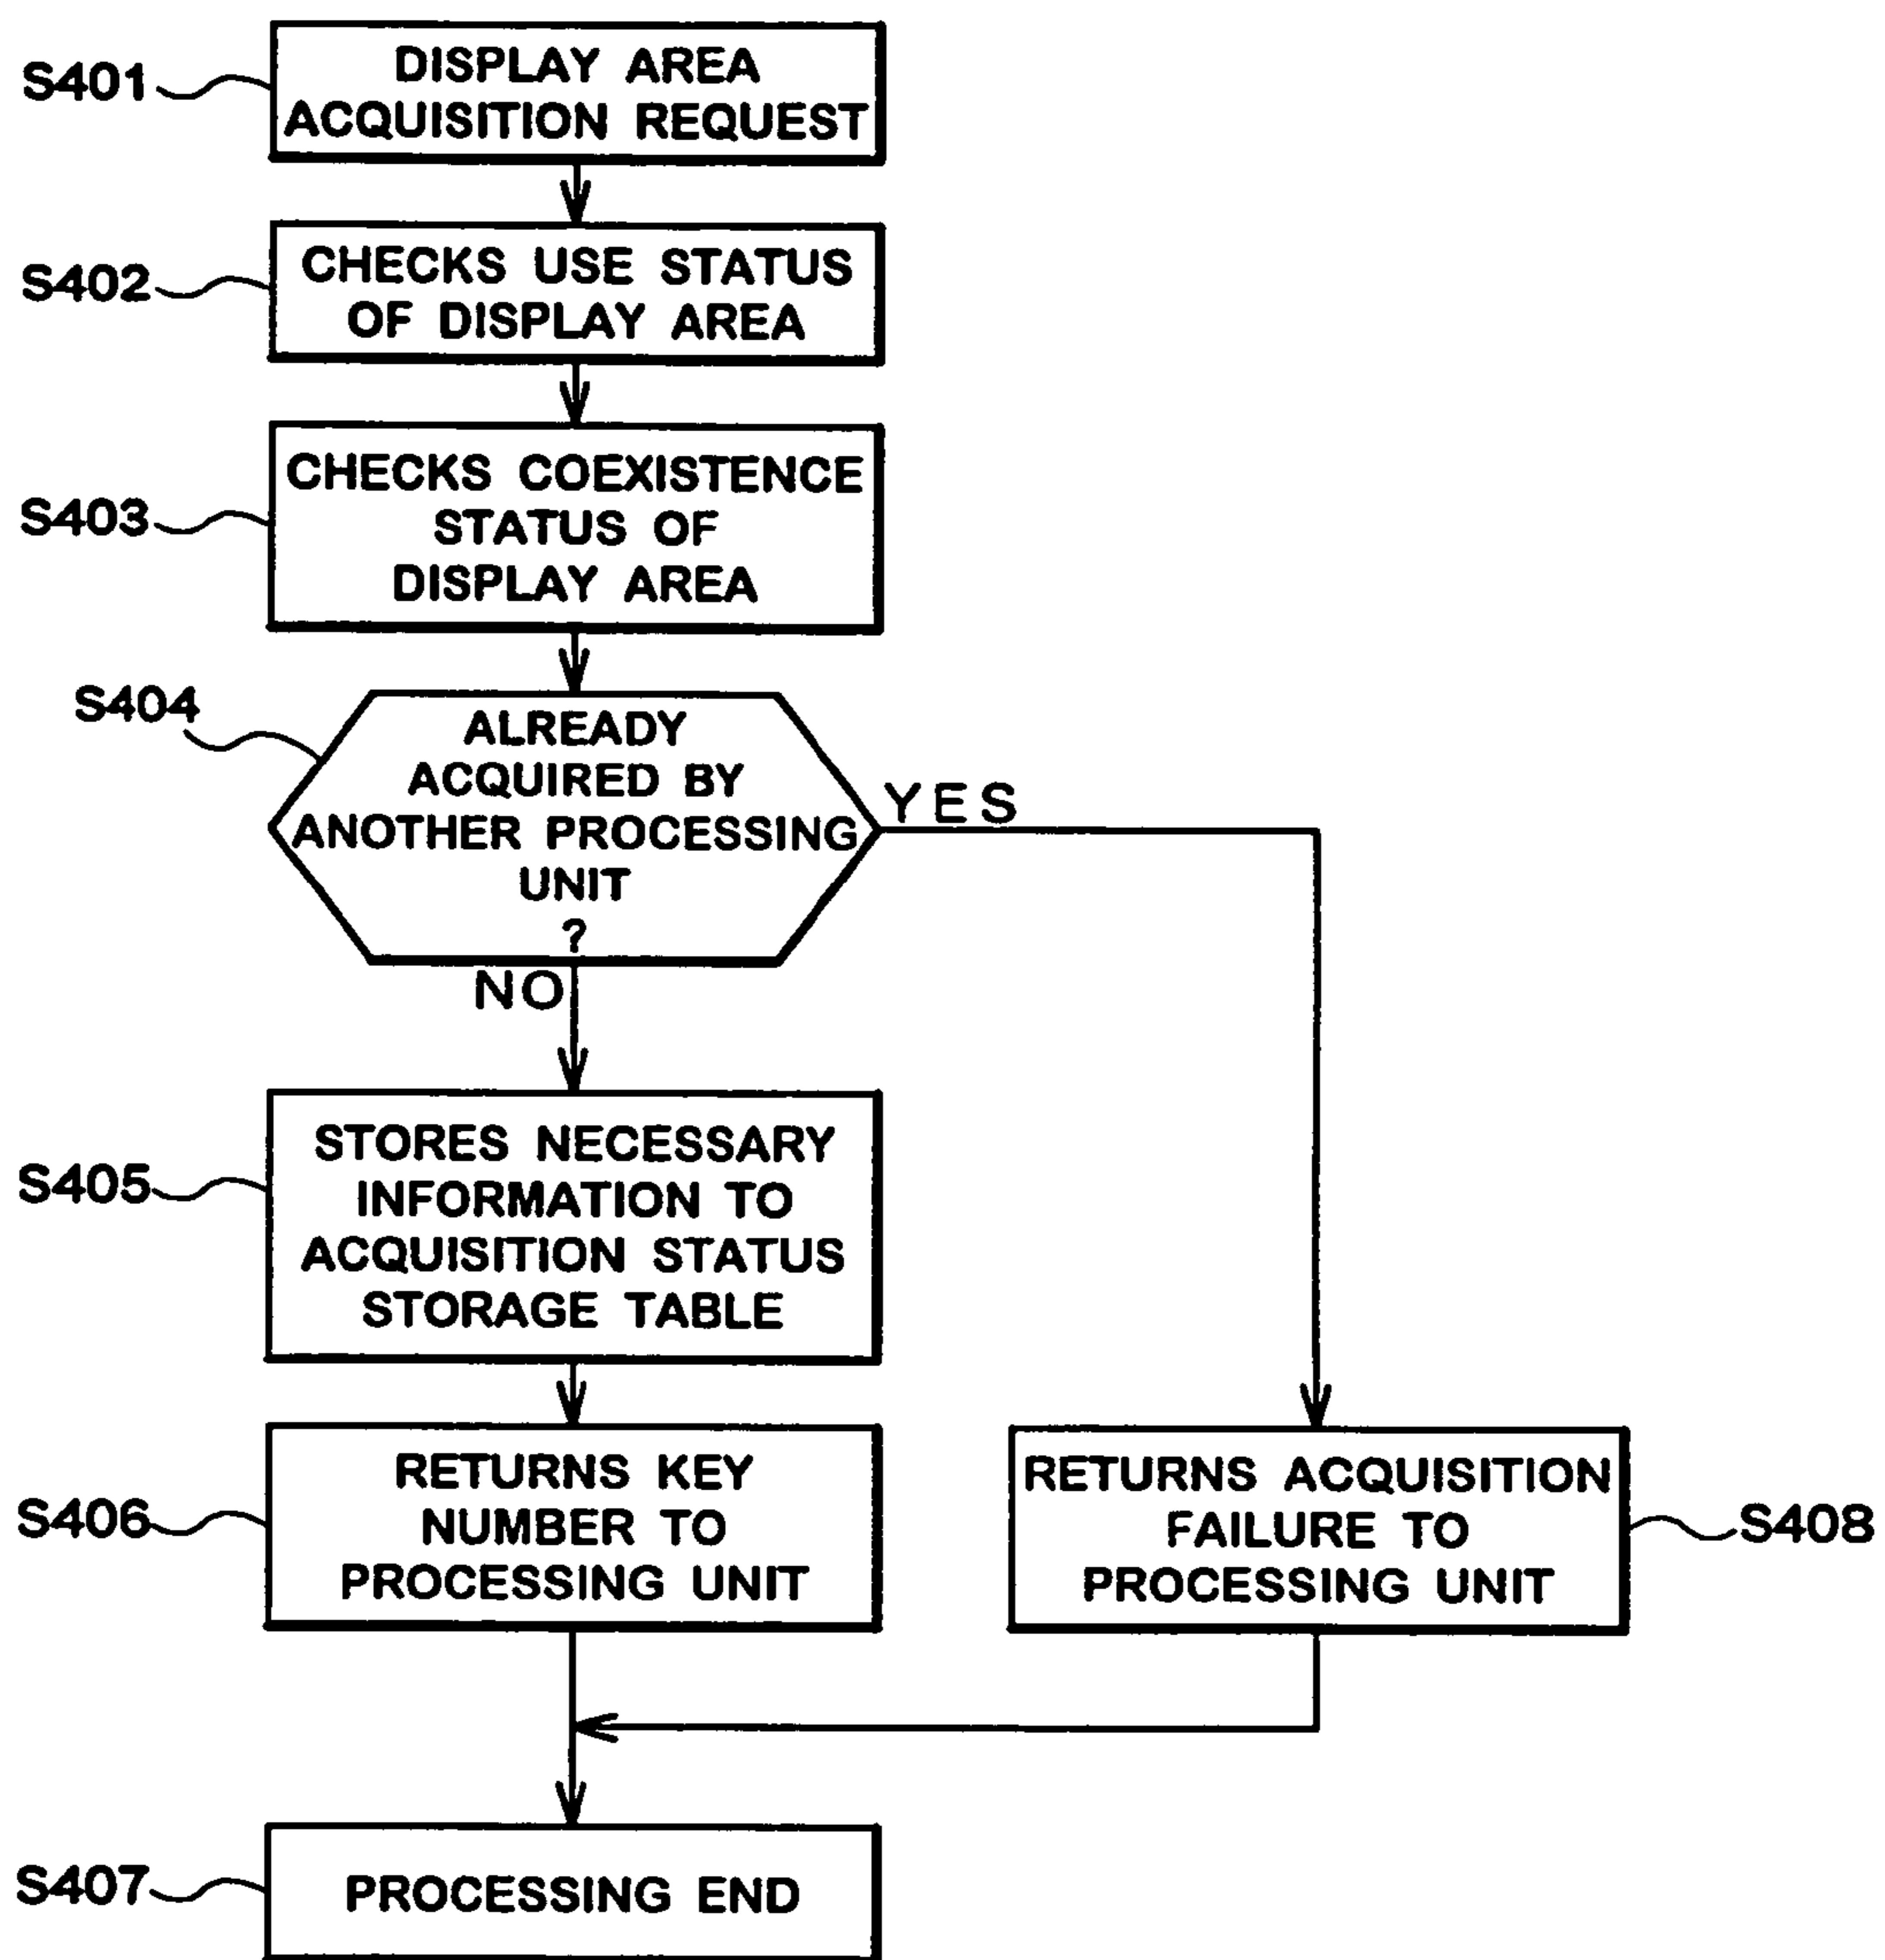 S401
DISPLAY AREA
ACQUISITION REQUEST
S402
CHECKS USE STATUS
OF DISPLAY AREA
S403
CHECKS COEXISTENCE
STATUS OF
DISPLAY AREA
S404
ALREADY
ACQUIRED BY
ANOTHER PROCESSING
UNIT
?
YES
NO
S405
STORES NECESSARY
INFORMATION TO
ACQUISITION STATUS
STORAGE TABLE
S406
RETURNS KEY
NUMBER TO
PROCESSING UNIT
RETURNS ACQUISITION
FAILURE TO
PROCESSING UNIT
S408
S407
PROCESSING END